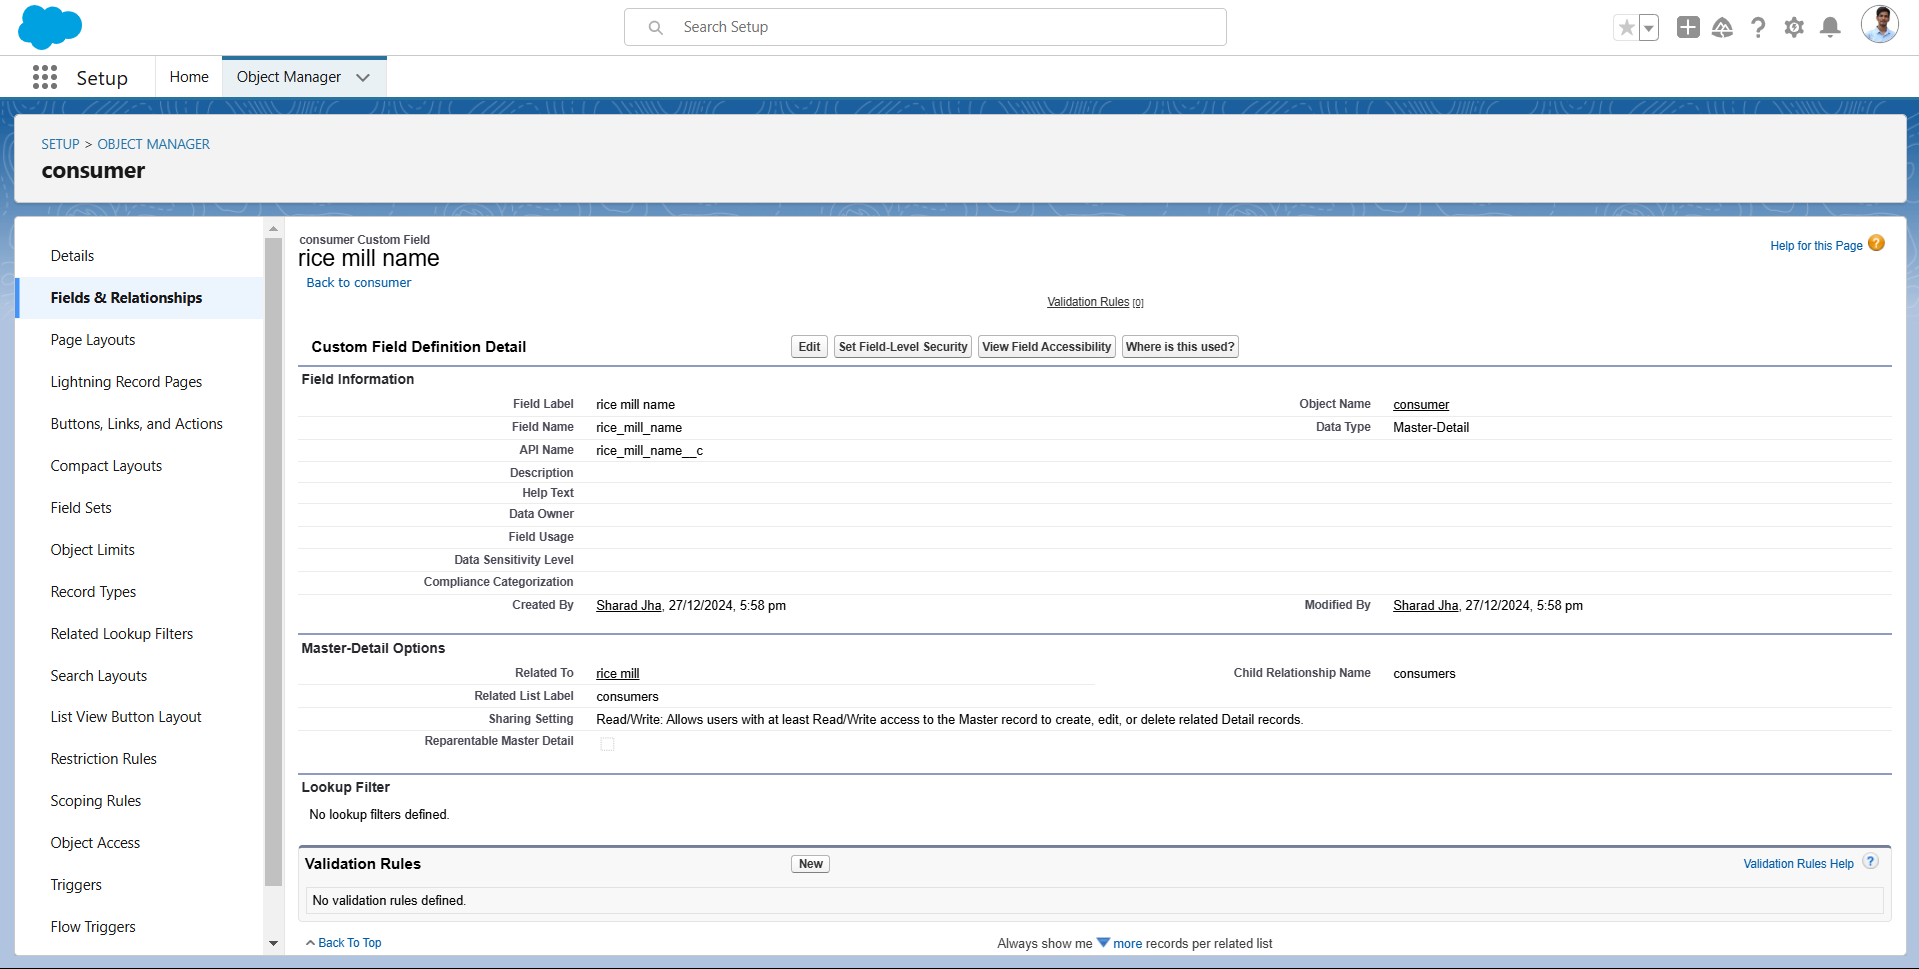 Search Setup
Setup
Home
Object Manager
SETUP > OBJECT MANAGER
consumer
Details
Fields & Relationships
Page Layouts
Lightning Record Pages
Buttons, Links, and Actions
Compact Layouts
Field Sets
Object Limits
Record Types
Related Lookup Filters
Search Layouts
List View Button Layout
Restriction Rules
Scoping Rules
Object Access
Triggers
Flow Triggers
consumer Custom Field
rice mill name
Help for this Page ?
Back to consumer
Validation Rules [0]
Custom Field Definition Detail Edit Set Field-Level Security View Field Accessibility Where is this used?
Field Information
Field Label rice mill name Object Name consumer
Field Name rice_mill_name Data Type Master-Detail
API Name rice_mill_name__c
Description
Help Text
Data Owner
Field Usage
Data Sensitivity Level
Compliance Categorization
Created By Sharad Jha, 27/12/2024, 5:58 pm Modified By Sharad Jha, 27/12/2024, 5:58 pm
Master-Detail Options
Related To rice mill Child Relationship Name consumers
Related List Label consumers
Sharing Setting Read/Write: Allows users with at least Read/Write access to the Master record to create, edit, or delete related Detail records.
Reparentable Master Detail
Lookup Filter
No lookup filters defined.
Validation Rules New Validation Rules Help ?
No validation rules defined.
Back To Top Always show me more records per related list